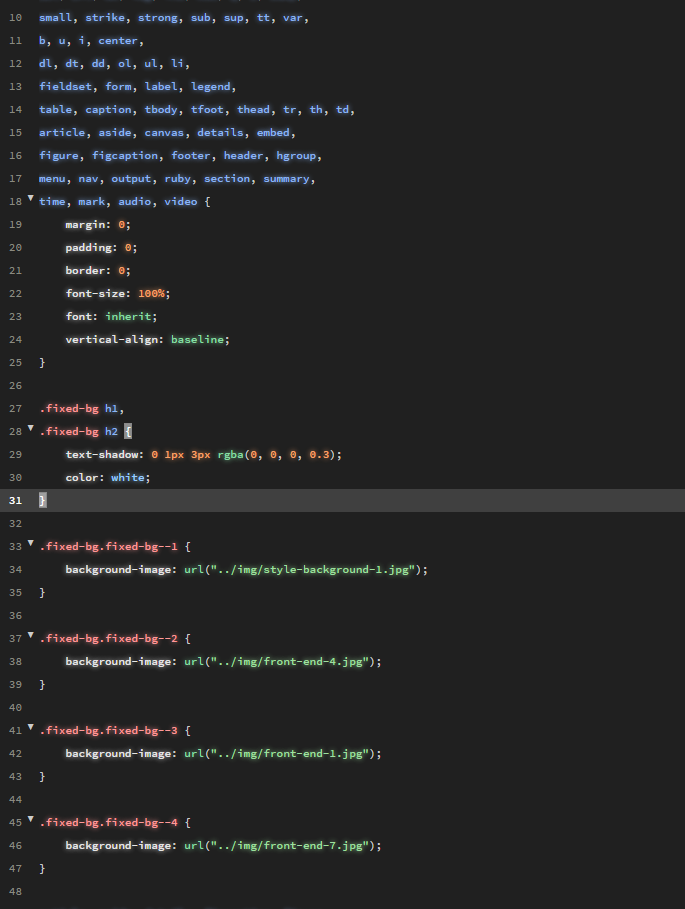 10 small, strike, strong, sub, sup, tt, var,
11 b, u, i, center,
12 dl, dt, dd, ol, ul, li,
13 fieldset, form, label, legend,
14 table, caption, tbody, tfoot, thead, tr, th, td,
15 article, aside, canvas, details, embed,
16 figure, figcaption, footer, header, hgroup,
17 menu, nav, output, ruby, section, summary,
18 time, mark, audio, video {
19     margin: 0;
20     padding: 0;
21     border: 0;
22     font-size: 100%;
23     font: inherit;
24     vertical-align: baseline;
25 }
26
27 .fixed-bg h1,
28 .fixed-bg h2 {
29     text-shadow: 0 1px 3px rgba(0, 0, 0, 0.3);
30     color: white;
31 }
32
33 .fixed-bg.fixed-bg--1 {
34     background-image: url("../img/style-background-1.jpg");
35 }
36
37 .fixed-bg.fixed-bg--2 {
38     background-image: url("../img/front-end-4.jpg");
39 }
40
41 .fixed-bg.fixed-bg--3 {
42     background-image: url("../img/front-end-1.jpg");
43 }
44
45 .fixed-bg.fixed-bg--4 {
46     background-image: url("../img/front-end-7.jpg");
47 }
48